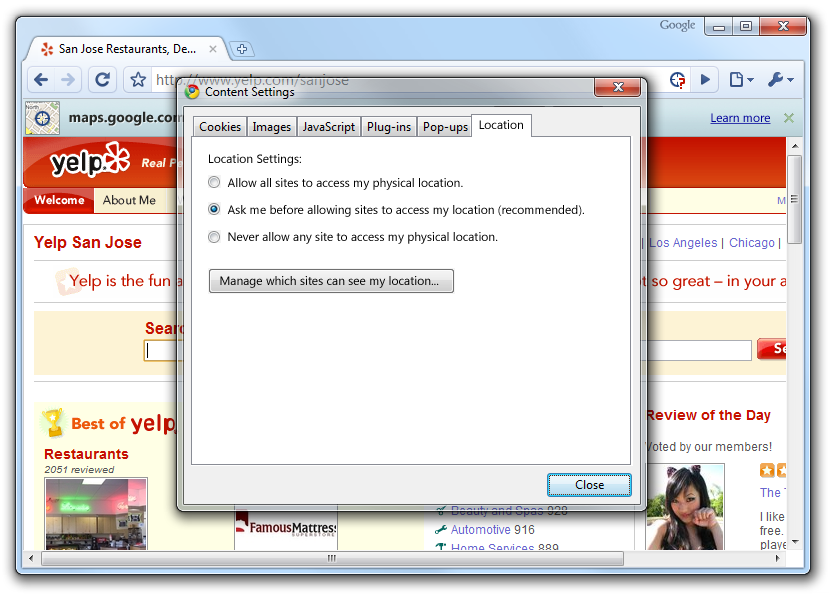 Google
San Jose Restaurants, De...
http://www.yelp.com/sanjose
Content Settings
North
maps.google.com
Learn more
Cookies Images JavaScript Plug-ins Pop-ups Location
yelp
Real
Location Settings:
Allow all sites to access my physical location.
Welcome About Me
Ask me before allowing sites to access my location (recommended).
Never allow any site to access my physical location.
Yelp San Jose
| Los Angeles | Chicago |
Yelp is the fun a
t so great – in your a
Manage which sites can see my location...
Sear
Se
Best of yelp
Review of the Day
Restaurants
2051 reviewed
Voted by our members!
Close
The T
I like
free.
playe
Beauty and Spas 928
FAMOUS MATTRESS
SUPERSTORE
Automotive 916
Home Services 889